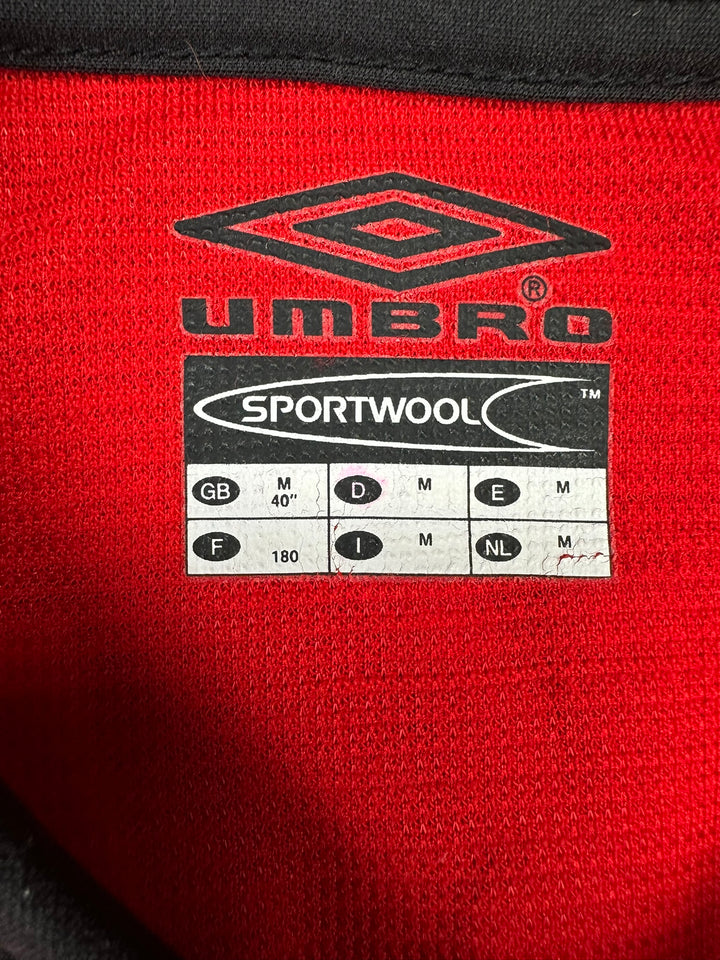 UMBRO®
SPORTWOOL™
GB M 40" D M E M
F 180 I M NL M